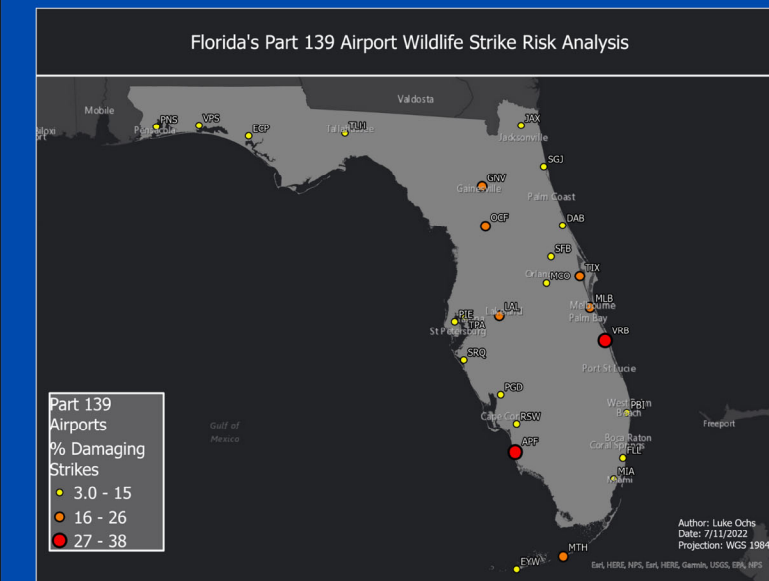 Florida's Part 139 Airport Wildlife Strike Risk Analysis
Valdosta
Mobile
PNS
VPS
ECP
TLH
JAX
Jacksonville
SGJ
GNV
Gainesville
Palm Coast
OCF
DAB
SFB
TIX
MCO
MLB
Melbourne
LAL
Palm Bay
PIE
TPA
St Petersburg
VRB
SRQ
Port St Lucie
PGD
PBI
Beach
RSW
Freeport
Gulf of
Mexico
Boca Raton
APF
Coral Springs
FLL
MIA
Miami
MTH
EYW
Part 139
Airports
% Damaging
Strikes
3.0 - 15
16 - 26
27 - 38
Author: Luke Ochs
Date: 7/11/2022
Projection: WGS 1984
Esri, HERE, NPS, Esri, HERE, Garmin, USGS, EPA, NPS